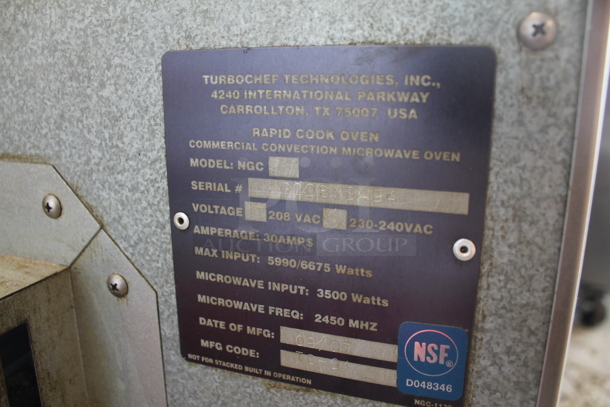 TURBOCHEF TECHNOLOGIES, INC.,
4240 INTERNATIONAL PARKWAY
CARROLLTON, TX 75007 USA
RAPID COOK OVEN
COMMERCIAL CONVECTION MICROWAVE OVEN
MODEL: NGC
SERIAL #
VOLTAGE 208 VAC 230-240VAC
AMPERAGE: 30AMPS
AUCTION GROUP
MAX INPUT: 5990/6675 Watts
MICROWAVE INPUT: 3500 Watts
MICROWAVE FREQ: 2450 MHZ
DATE OF MFG:
MFG CODE:
NOT FOR STACKED BUILT IN OPERATION
NSF®
D048346